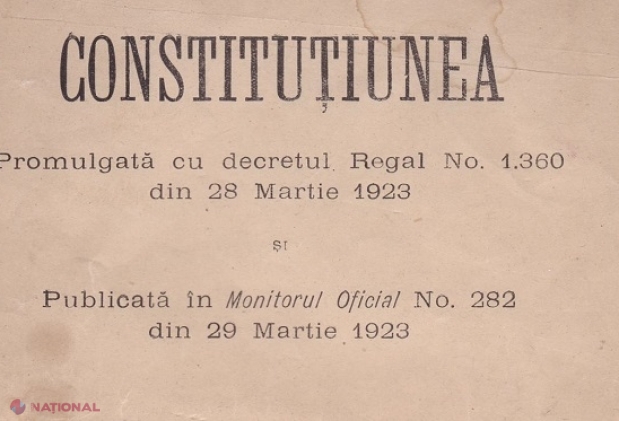 CONSTITUȚIUNEA
Promulgată cu decretul Regal No. 1.360
din 28 Martie 1923
ȘI
Publicată în Monitorul Oficial No. 282
din 29 Martie 1923
NAȚIONAL